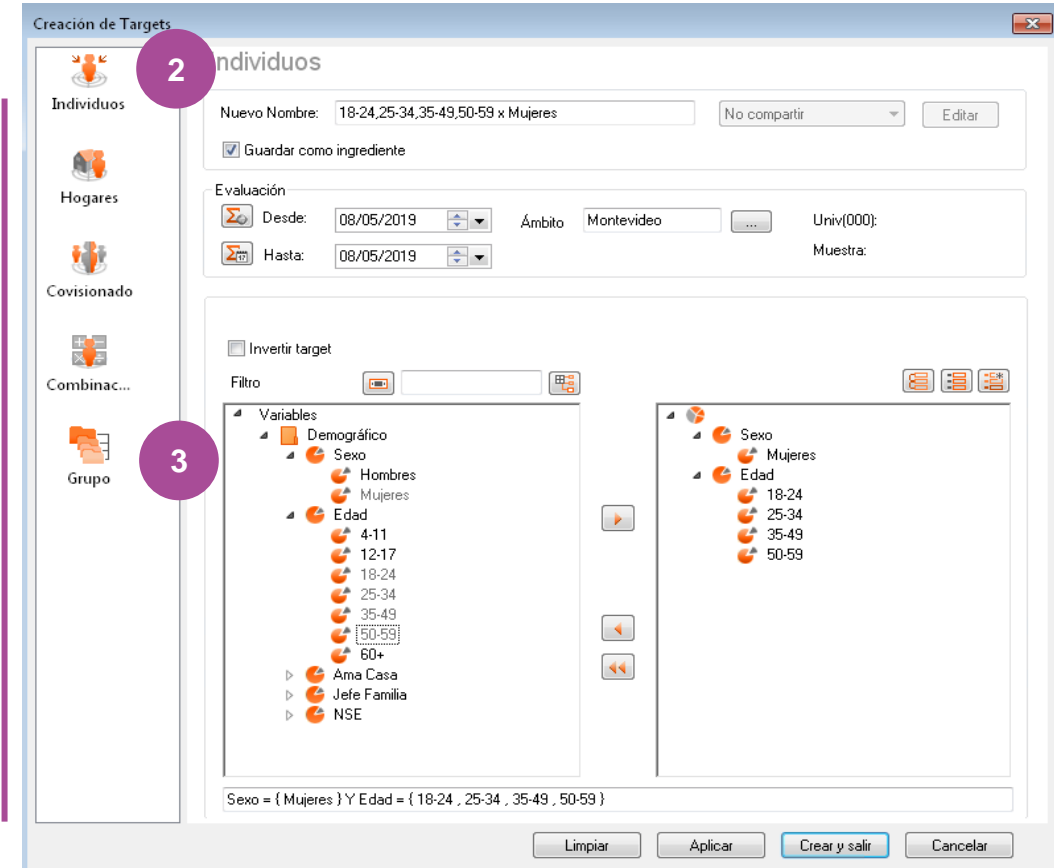 Creación de Targets
2
Individuos
Hogares
Covisionado
Combinac...
3
Grupo
ndividuos
Nuevo Nombre: 18-24,25-34,35-49,50-59 x Mujeres No compartir Editar
Guardar como ingrediente
Evaluación
Desde: 08/05/2019 Ámbito Montevideo ... Univ(000):
Hasta: 08/05/2019 Muestra:
Invertir target
Filtro
Variables
Demográfico
Sexo
Hombres
Mujeres
Edad
4-11
12-17
18-24
25-34
35-49
50-59
60+
Ama Casa
Jefe Familia
NSE
Sexo
Mujeres
Edad
18-24
25-34
35-49
50-59
Sexo = { Mujeres } Y Edad = { 18-24 , 25-34 , 35-49 , 50-59 }
Limpiar Aplicar Crear y salir Cancelar